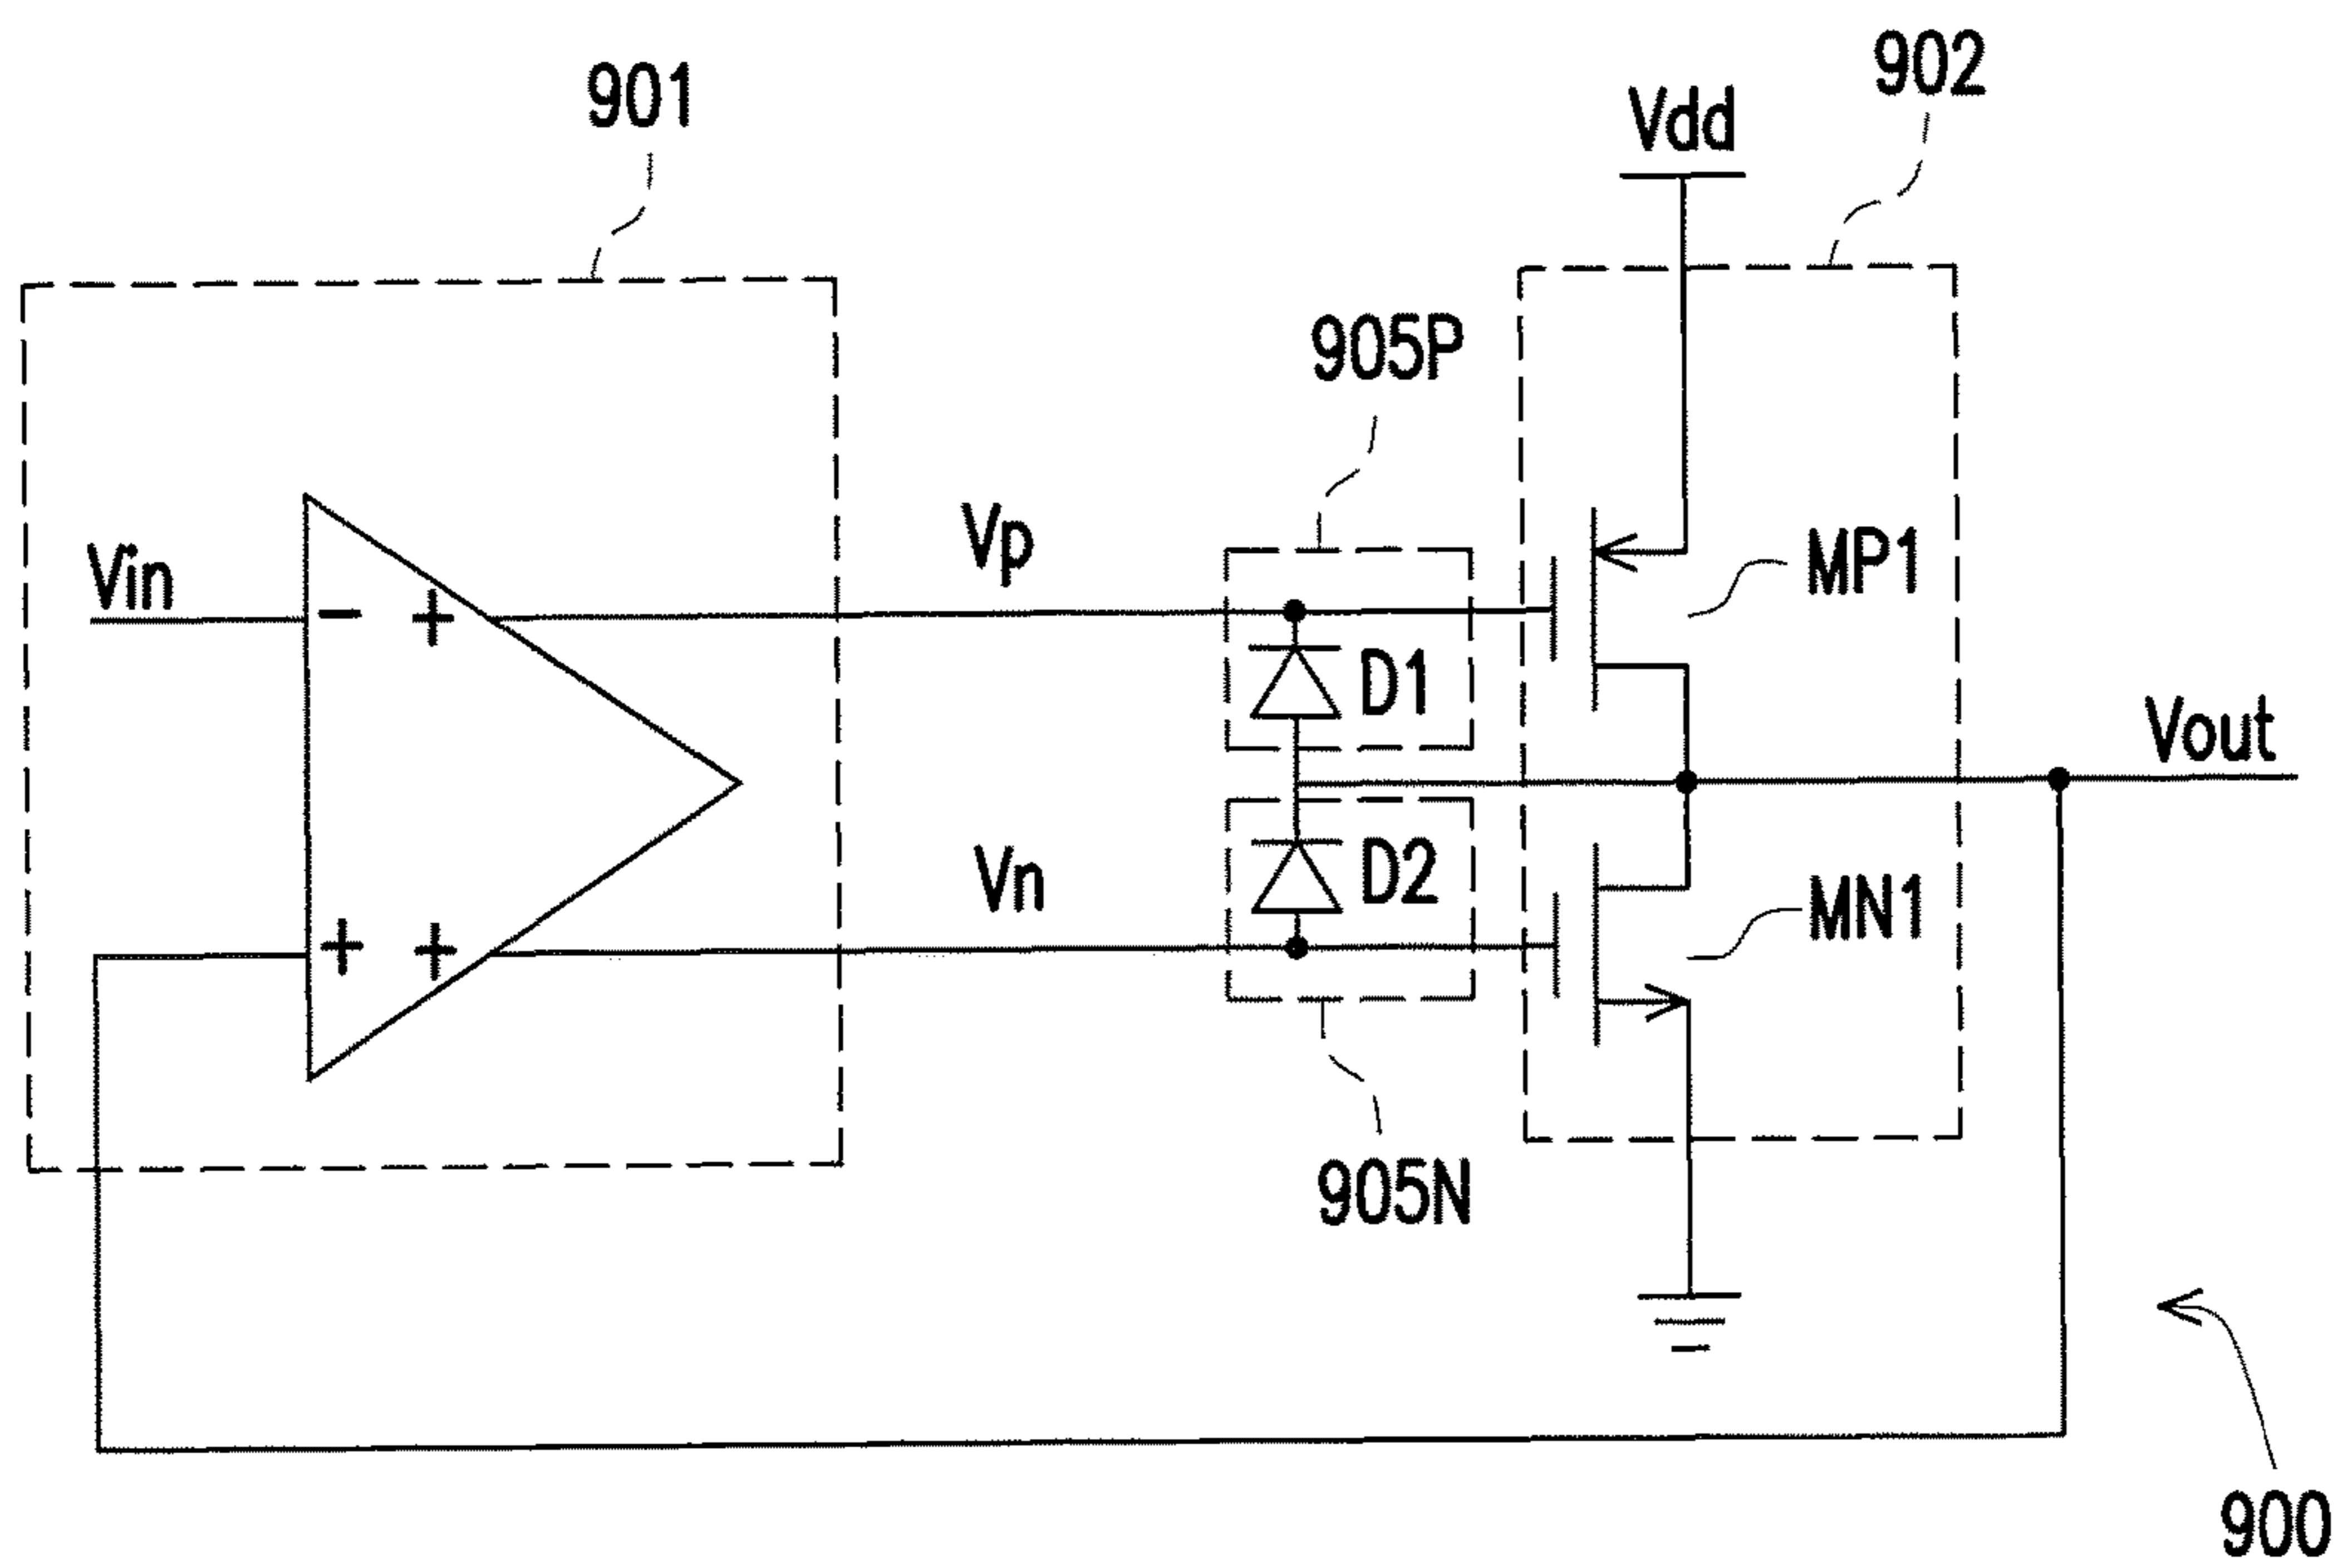 902
901
Vdd
905P
Vp
Vin
MP1
- +
D1
Vout
D2
Vn
MN1
+ +
905N
900